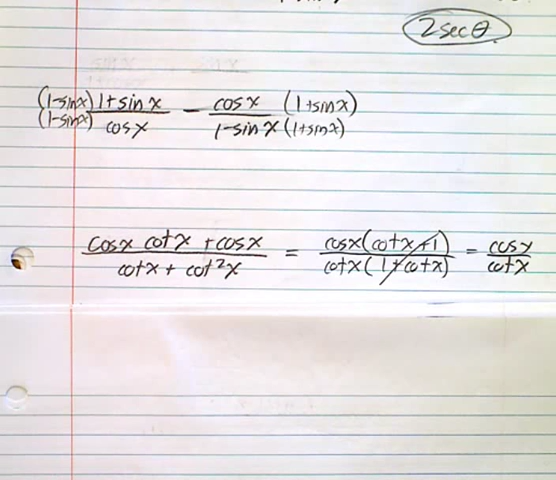 2secθ
(1-sinx) 1+sinx / (1-sinx) cosx - cosx (1+sinx) / 1-sinx (1+sinx)
cosx cotx + cosx / cotx + cot²x = cosx(cotx+1) / cotx(1+cotx) = cosx / cotx